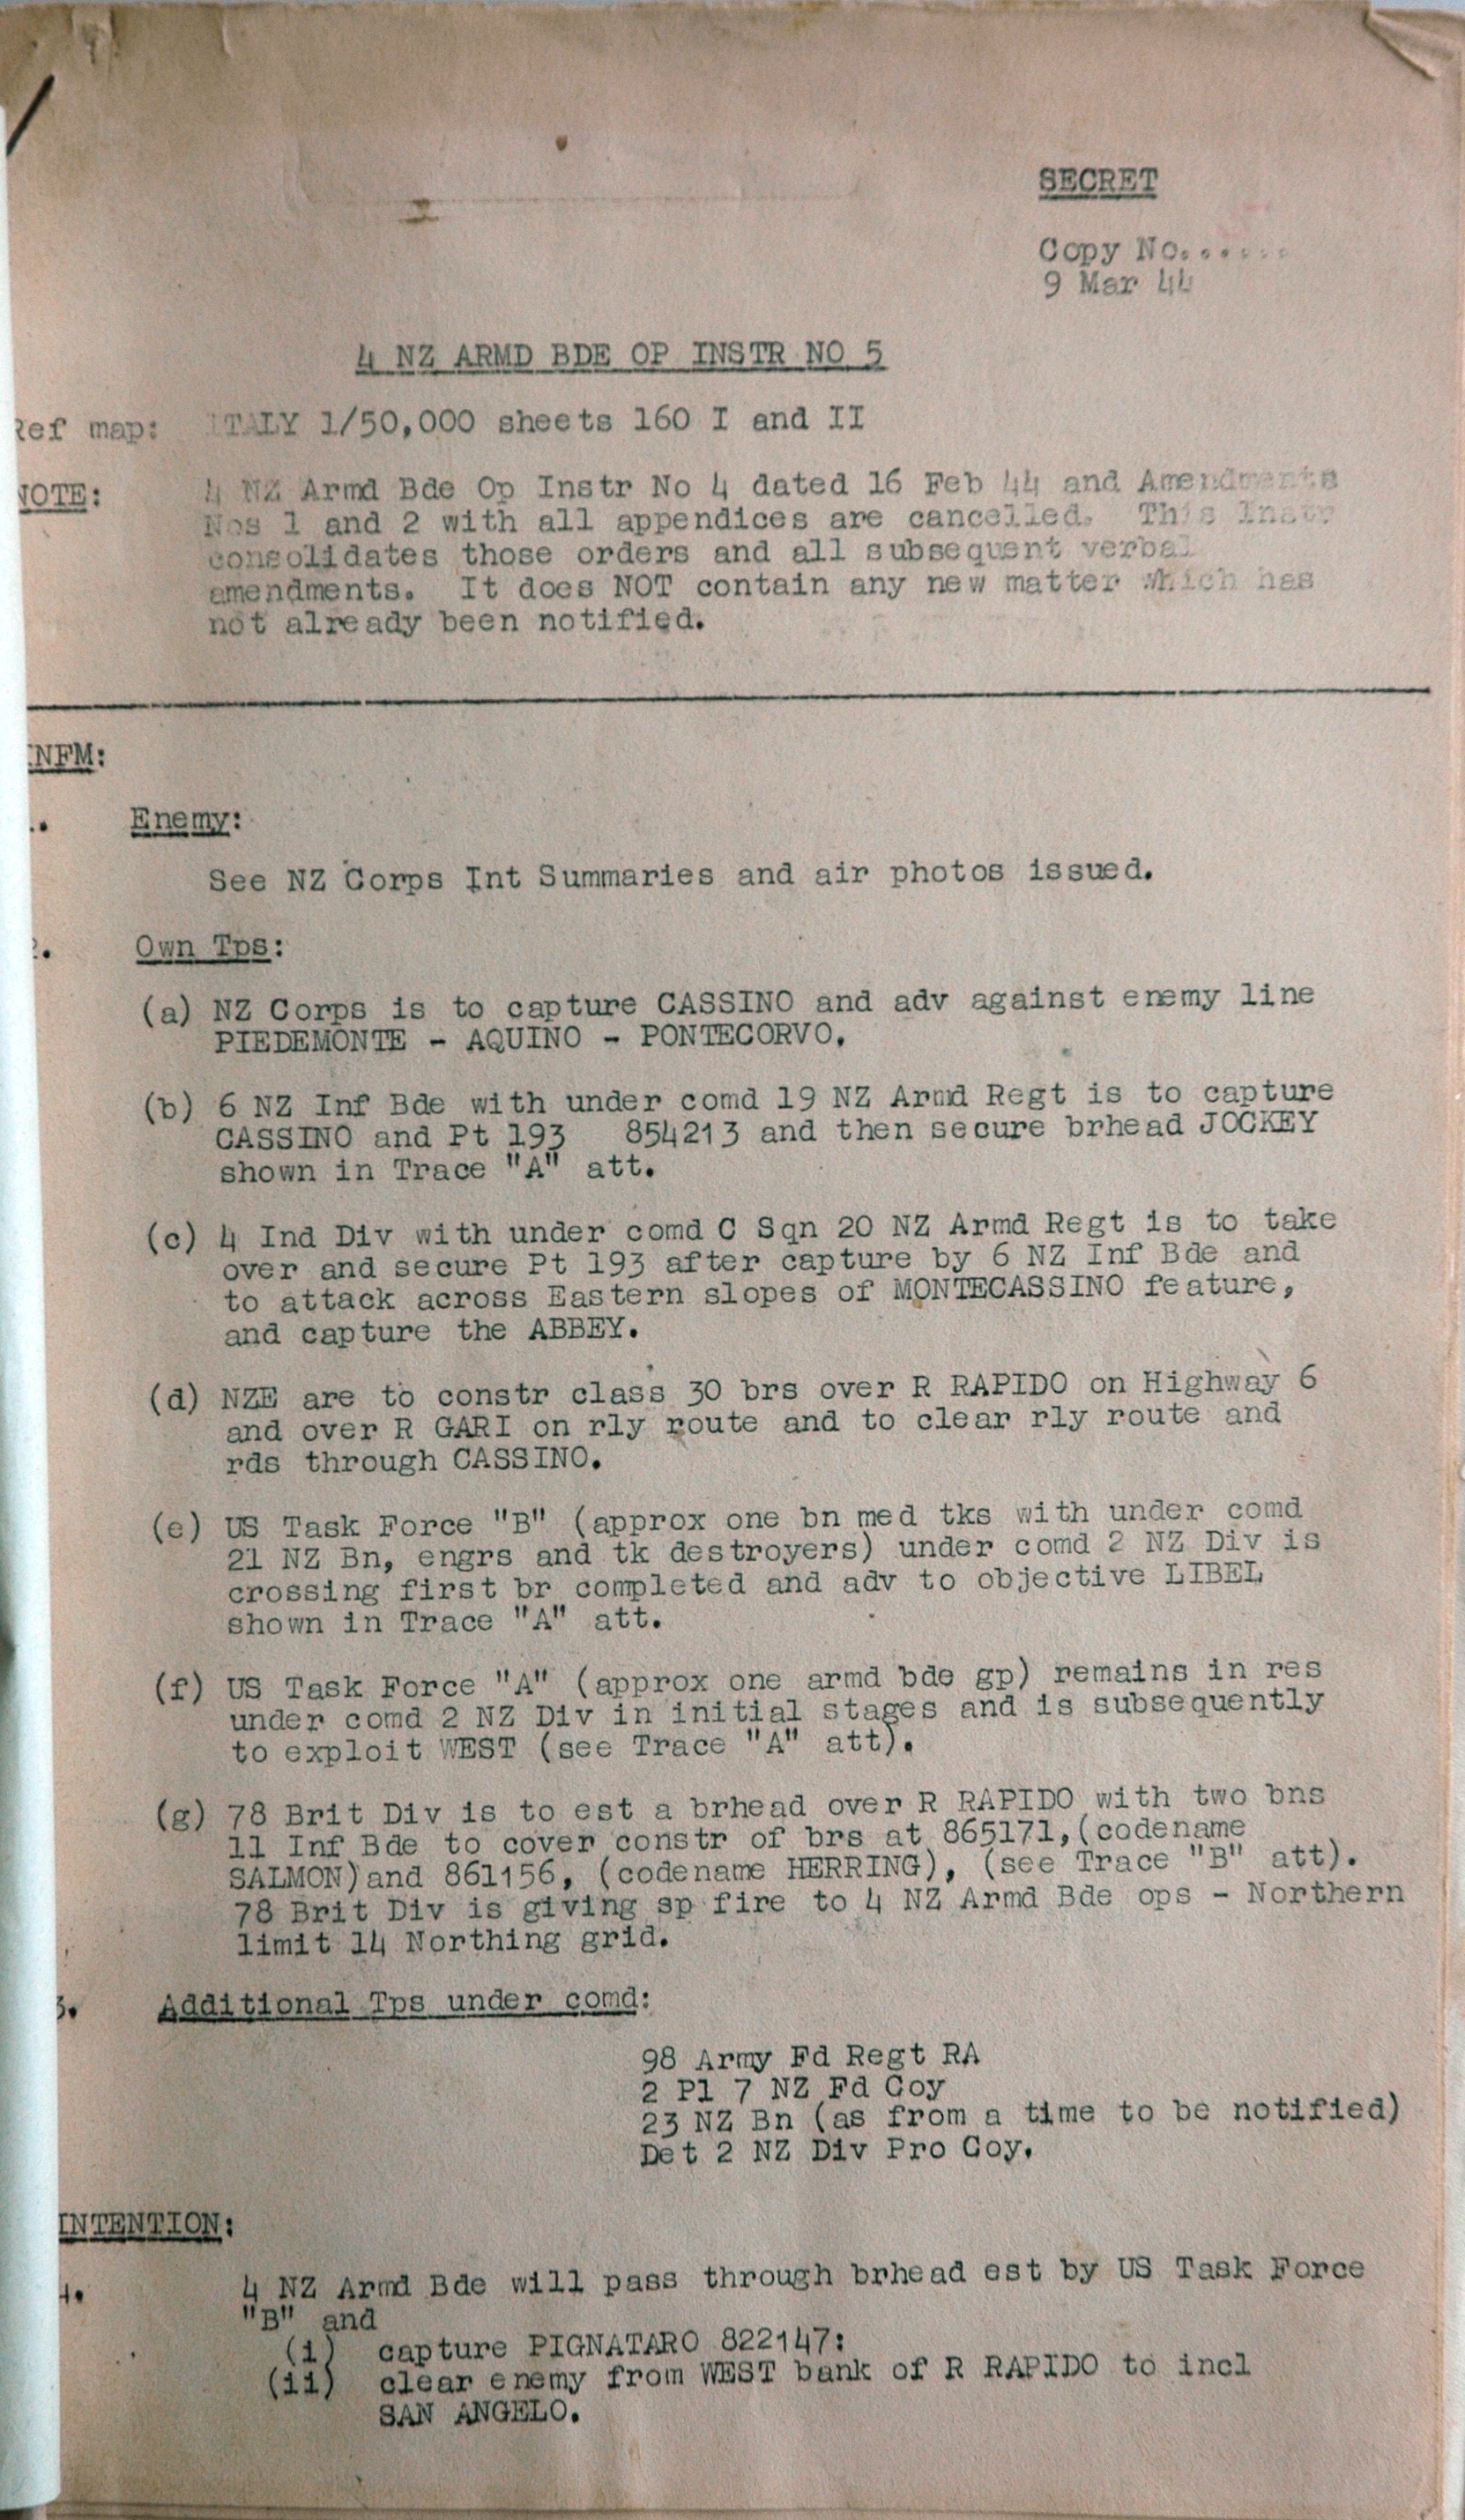 SECRET
Copy No......
9 Mar 44
4 NZ ARMD BDE OP INSTR NO 5
Ref map: ITALY 1/50,000 sheets 160 I and II
NOTE: 4 NZ Armd Bde Op Instr No 4 dated 16 Feb 44 and Amendments
Nos 1 and 2 with all appendices are cancelled. This Instr
consolidates those orders and all subsequent verbal
amendments. It does NOT contain any new matter which has
not already been notified.
INFM:
1. Enemy:
See NZ Corps Int Summaries and air photos issued.
2. Own Tps:
(a) NZ Corps is to capture CASSINO and adv against enemy line
PIEDEMONTE - AQUINO - PONTECORVO.
(b) 6 NZ Inf Bde with under comd 19 NZ Armd Regt is to capture
CASSINO and Pt 193 854213 and then secure brhead JOCKEY
shown in Trace "A" att.
(c) 4 Ind Div with under comd C Sqn 20 NZ Armd Regt is to take
over and secure Pt 193 after capture by 6 NZ Inf Bde and
to attack across Eastern slopes of MONTECASSINO feature,
and capture the ABBEY.
(d) NZE are to constr class 30 brs over R RAPIDO on Highway 6
and over R GARI on rly route and to clear rly route and
rds through CASSINO.
(e) US Task Force "B" (approx one bn med tks with under comd
21 NZ Bn, engrs and tk destroyers) under comd 2 NZ Div is
crossing first br completed and adv to objective LIBEL
shown in Trace "A" att.
(f) US Task Force "A" (approx one armd bde gp) remains in res
under comd 2 NZ Div in initial stages and is subsequently
to exploit WEST (see Trace "A" att).
(g) 78 Brit Div is to est a brhead over R RAPIDO with two bns
11 Inf Bde to cover constr of brs at 865171,(codename
SALMON)and 861156, (codename HERRING), (see Trace "B" att).
78 Brit Div is giving sp fire to 4 NZ Armd Bde ops - Northern
limit 14 Northing grid.
3. Additional Tps under comd:
98 Army Fd Regt RA
2 Pl 7 NZ Fd Coy
23 NZ Bn (as from a time to be notified)
Det 2 NZ Div Pro Coy.
INTENTION:
4. 4 NZ Armd Bde will pass through brhead est by US Task Force
"B" and
(i) capture PIGNATARO 822147:
(ii) clear enemy from WEST bank of R RAPIDO to incl
SAN ANGELO.